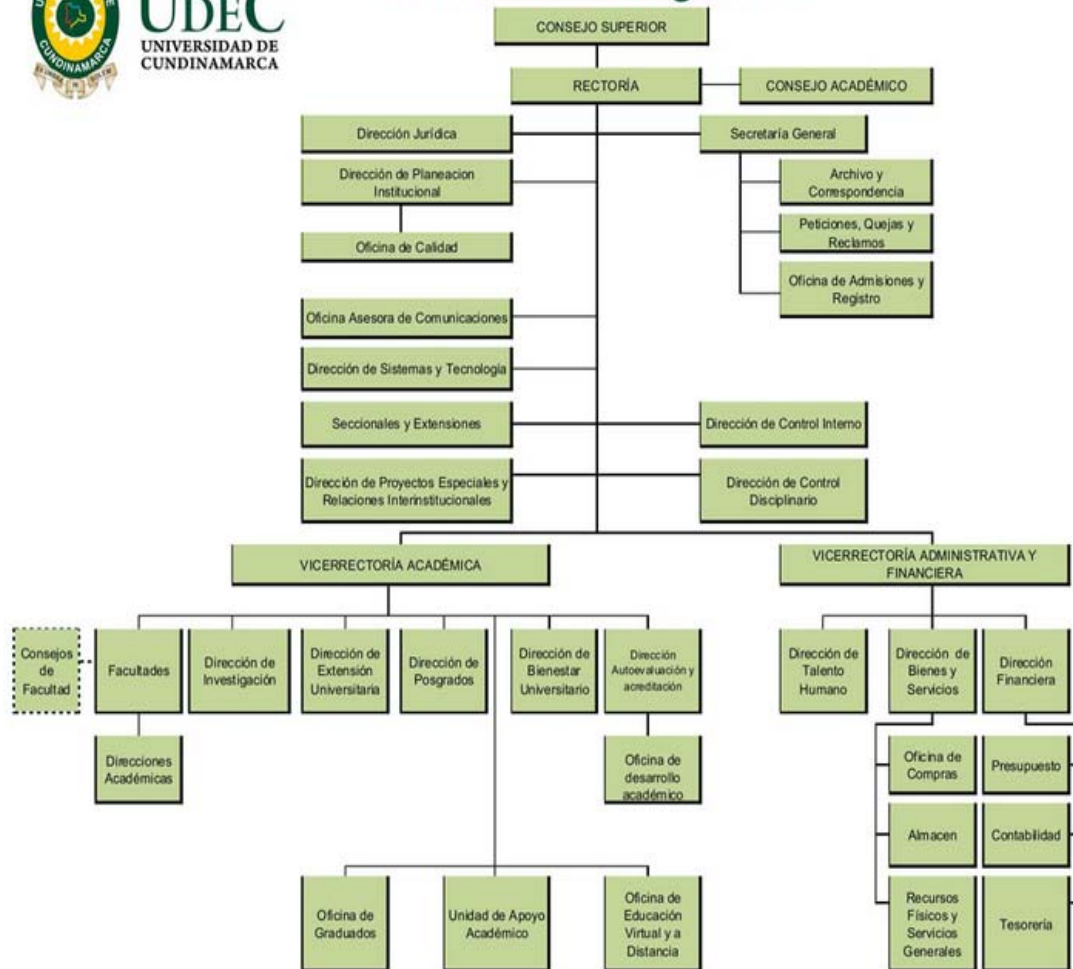 UDEC
UNIVERSIDAD DE
CUNDINAMARCA
CUNDINAMARCA
CONSEJO SUPERIOR
RECTORÍA
CONSEJO ACADÉMICO
Dirección Jurídica
Secretaría General
Dirección de Planeacion
Institucional
Archivo y
Correspondencia
Oficina de Calidad
Peticiones, Quejas y
Reclamos
Oficina de Admisiones y
Registro
Oficina Asesora de Comunicaciones
Dirección de Sistemas y Tecnología
Seccionales y Extensiones
Dirección de Control Interno
Dirección de Proyectos Especiales y
Relaciones Interinstitucionales
Dirección de Control
Disciplinario
VICERRECTORÍA ACADÉMICA
VICERRECTORÍA ADMINISTRATIVA Y
FINANCIERA
Consejos
de
Facultad
Facultades
Dirección de
Investigación
Dirección de
Extensión
Universitaria
Dirección de
Posgrados
Dirección de
Bienestar
Universitario
Dirección
Autoevaluación y
acreditación
Dirección de
Talento
Humano
Dirección de
Bienes y
Servicios
Dirección
Financiera
Direcciones
Académicas
Oficina de
desarrollo
académico
Oficina de
Compras
Presupuesto
Almacen
Contabilidad
Oficina de
Graduados
Unidad de Apoyo
Académico
Oficina de
Educación
Virtual y a
Distancia
Recursos
Físicos y
Servicios
Generales
Tesorería